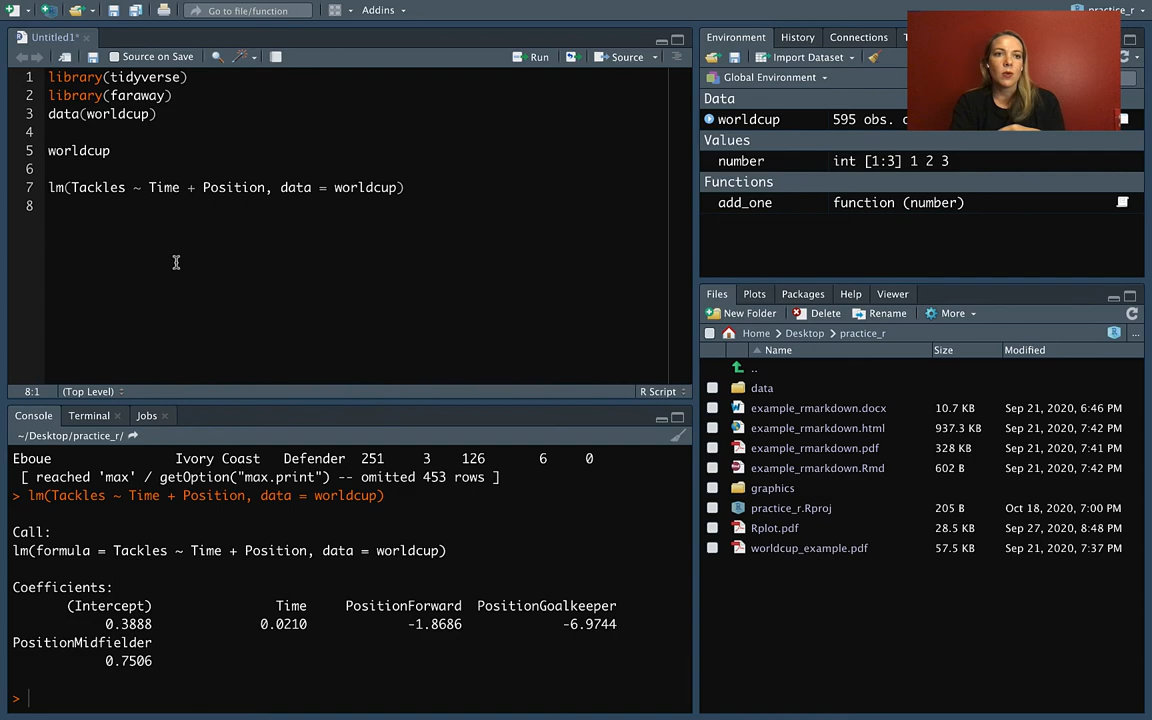 Go to file/function
Addins
practice_r
Untitled1*
Source on Save
Run
Source
1 library(tidyverse)
2 library(faraway)
3 data(worldcup)
4
5 worldcup
6
7 lm(Tackles ~ Time + Position, data = worldcup)
8
8:1 (Top Level) R Script
Console Terminal Jobs
~/Desktop/practice_r/
Eboue Ivory Coast Defender 251 3 126 6 0
[ reached 'max' / getOption("max.print") -- omitted 453 rows ]
> lm(Tackles ~ Time + Position, data = worldcup)
Call:
lm(formula = Tackles ~ Time + Position, data = worldcup)
Coefficients:
(Intercept) Time PositionForward PositionGoalkeeper
0.3888 0.0210 -1.8686 -6.9744
PositionMidfielder
0.7506
>
Environment History Connections
Import Dataset
Global Environment
Data
worldcup 595 obs.
Values
number int [1:3] 1 2 3
Functions
add_one function (number)
Files Plots Packages Help Viewer
New Folder Delete Rename More
Home Desktop practice_r ...
Name Size Modified
..
data
example_rmarkdown.docx 10.7 KB Sep 21, 2020, 6:46 PM
example_rmarkdown.html 937.3 KB Sep 21, 2020, 7:42 PM
example_rmarkdown.pdf 328 KB Sep 21, 2020, 7:41 PM
example_rmarkdown.Rmd 602 B Sep 21, 2020, 7:42 PM
graphics
practice_r.Rproj 205 B Oct 18, 2020, 7:00 PM
Rplot.pdf 28.5 KB Sep 27, 2020, 8:48 PM
worldcup_example.pdf 57.5 KB Sep 21, 2020, 7:37 PM